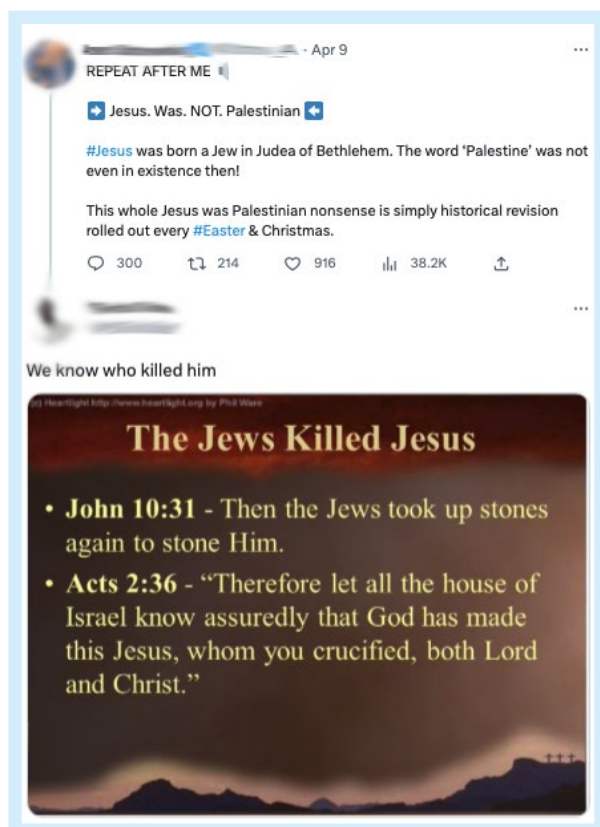 · Apr 9
REPEAT AFTER ME
Jesus. Was. NOT. Palestinian
#Jesus was born a Jew in Judea of Bethlehem. The word 'Palestine' was not
even in existence then!
This whole Jesus was Palestinian nonsense is simply historical revision
rolled out every #Easter & Christmas.
300 214 916 38.2K
We know who killed him
(c) Heartlight http://www.heartlight.org by Phil Ware
The Jews Killed Jesus
• John 10:31 - Then the Jews took up stones
again to stone Him.
• Acts 2:36 - “Therefore let all the house of
Israel know assuredly that God has made
this Jesus, whom you crucified, both Lord
and Christ.”